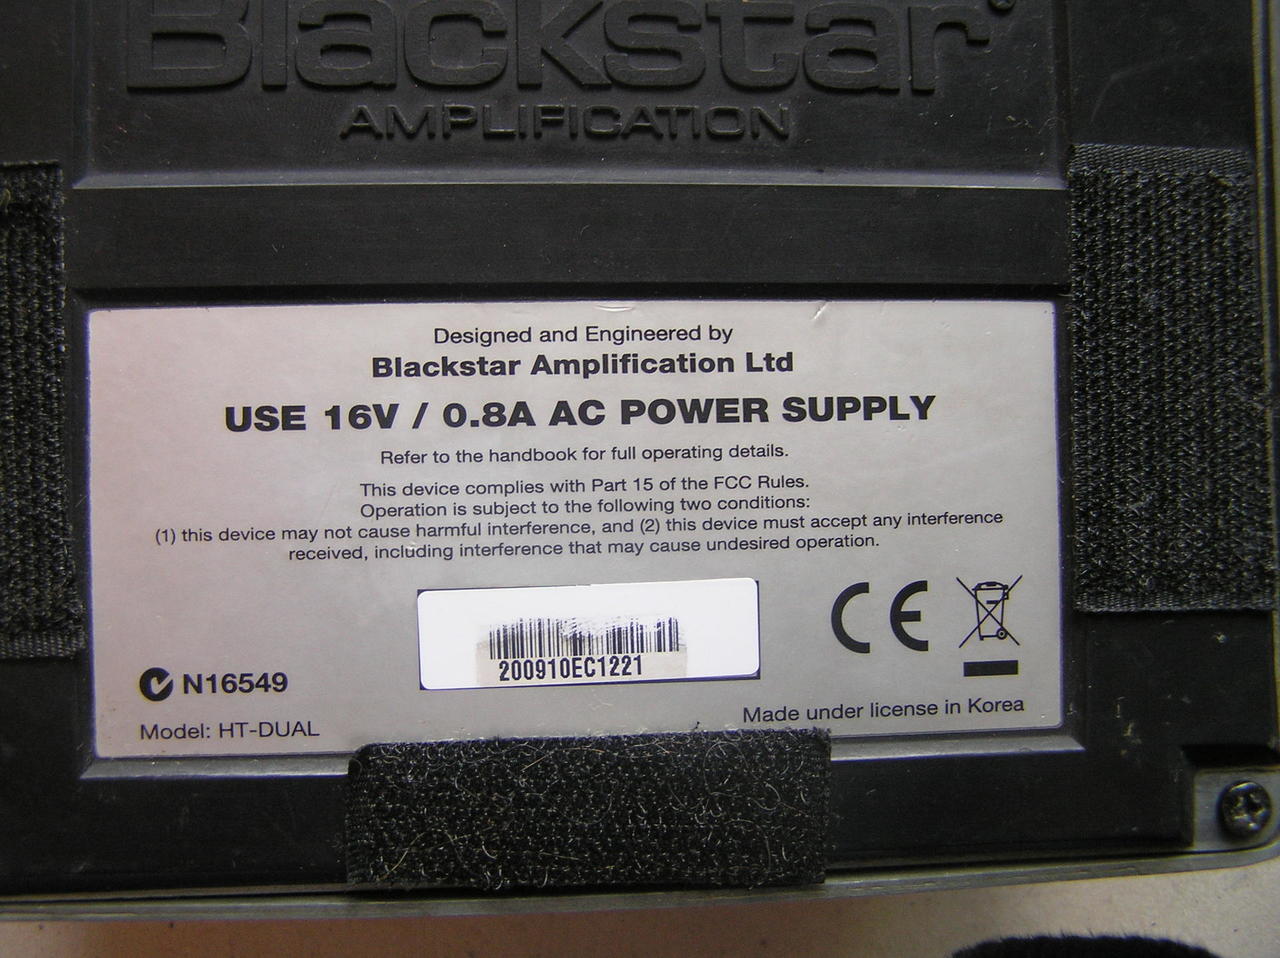 Blackstar®
AMPLIFICATION
Designed and Engineered by
Blackstar Amplification Ltd
USE 16V / 0.8A AC POWER SUPPLY
Refer to the handbook for full operating details.
This device complies with Part 15 of the FCC Rules.
Operation is subject to the following two conditions:
(1) this device may not cause harmful interference, and (2) this device must accept any interference
received, including interference that may cause undesired operation.
CE
200910EC1221
N16549
Model: HT-DUAL
Made under license in Korea